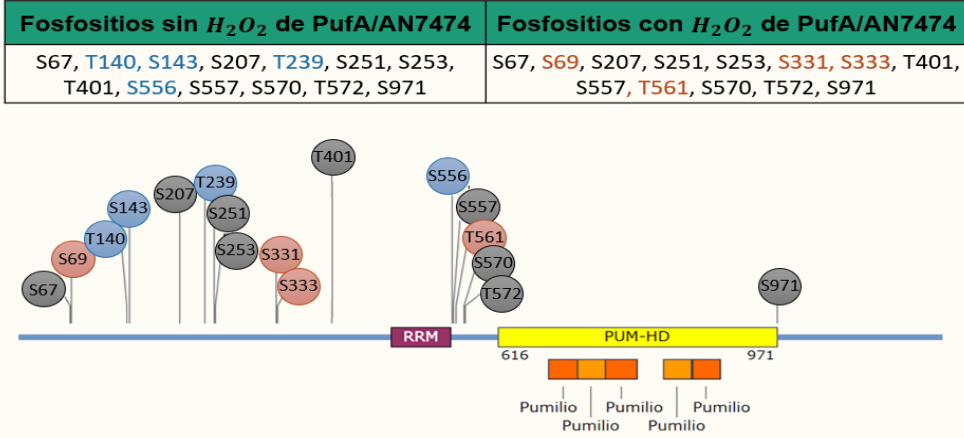 Fosfositios sin H₂O₂ de PufA/AN7474
Fosfositios con H₂O₂ de PufA/AN7474
S67, T140, S143, S207, T239, S251, S253,
T401, S556, S557, S570, T572, S971
S67, S69, S207, S251, S253, S331, S333, T401,
S557, T561, S570, T572, S971
T401
S556
T239
S207
S143
S557
S251
T140
T561
S253
S331
S69
S570
S333
S67
T572
S971
RRM
PUM-HD
616
971
Pumilio
Pumilio
Pumilio
Pumilio
Pumilio